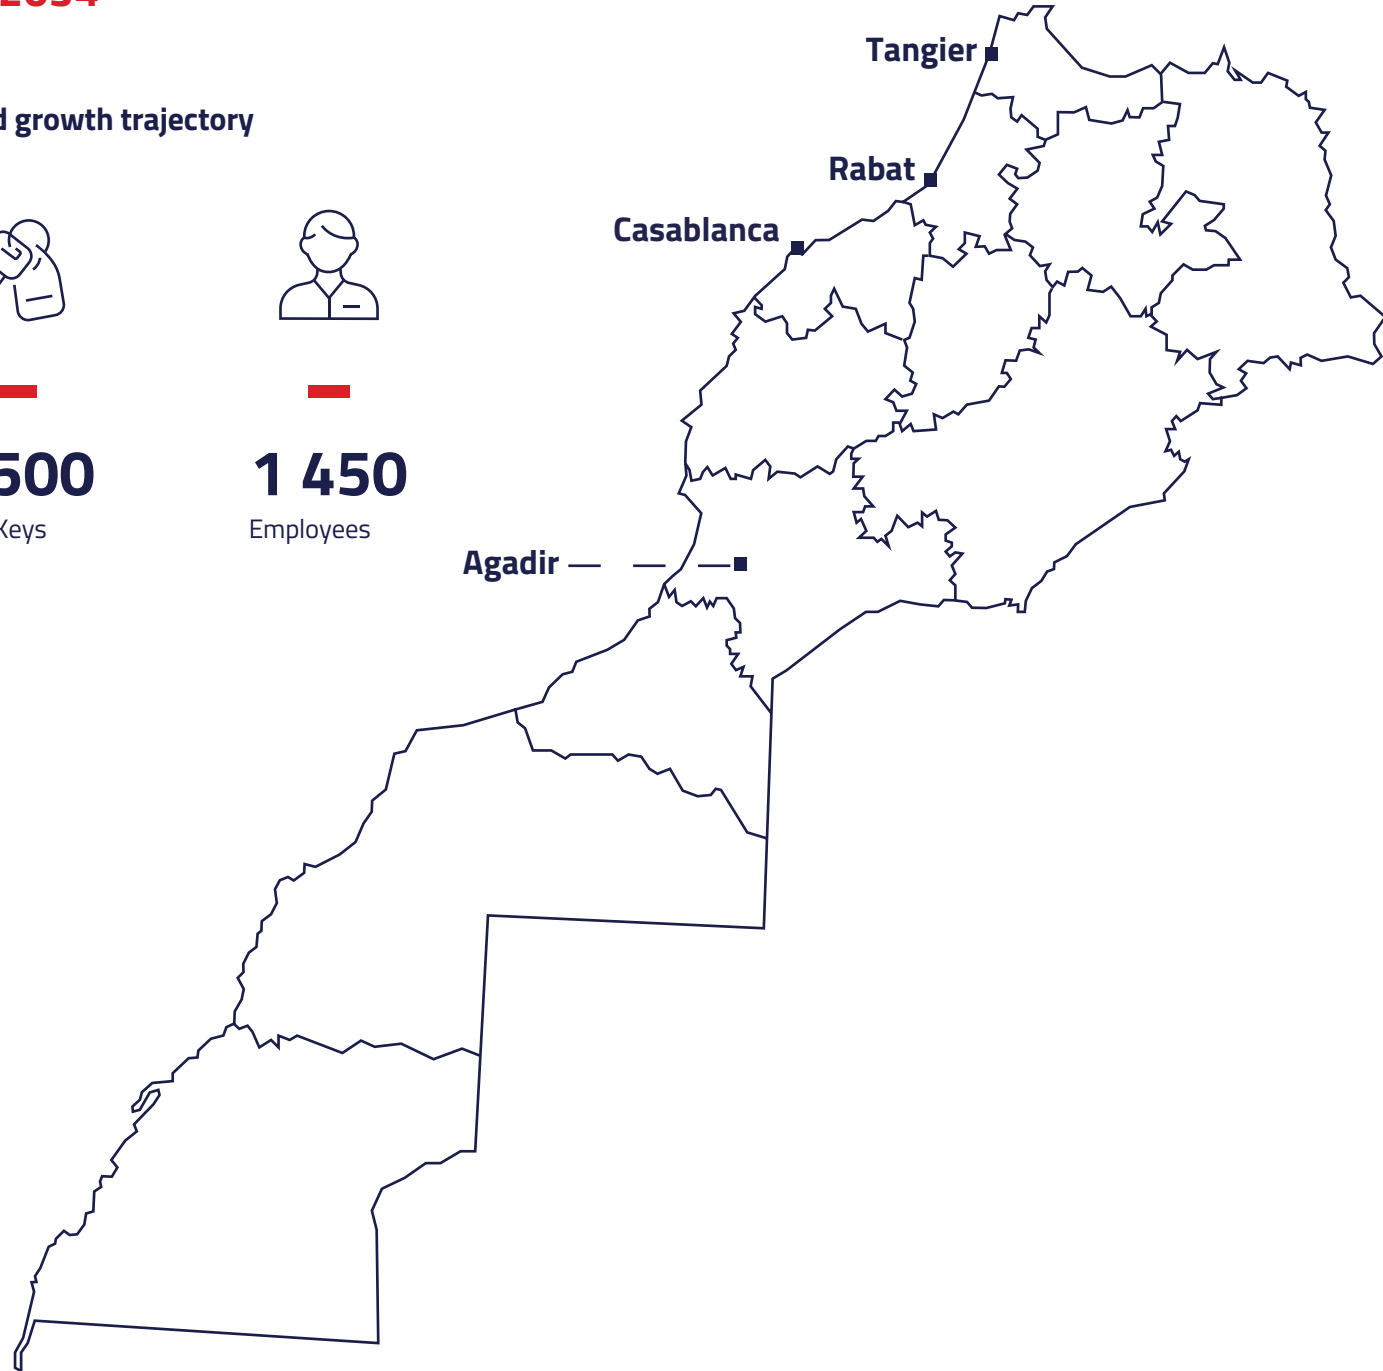 growth trajectory
Tangier
Rabat
Casablanca
500
Keys
1 450
Employees
Agadir